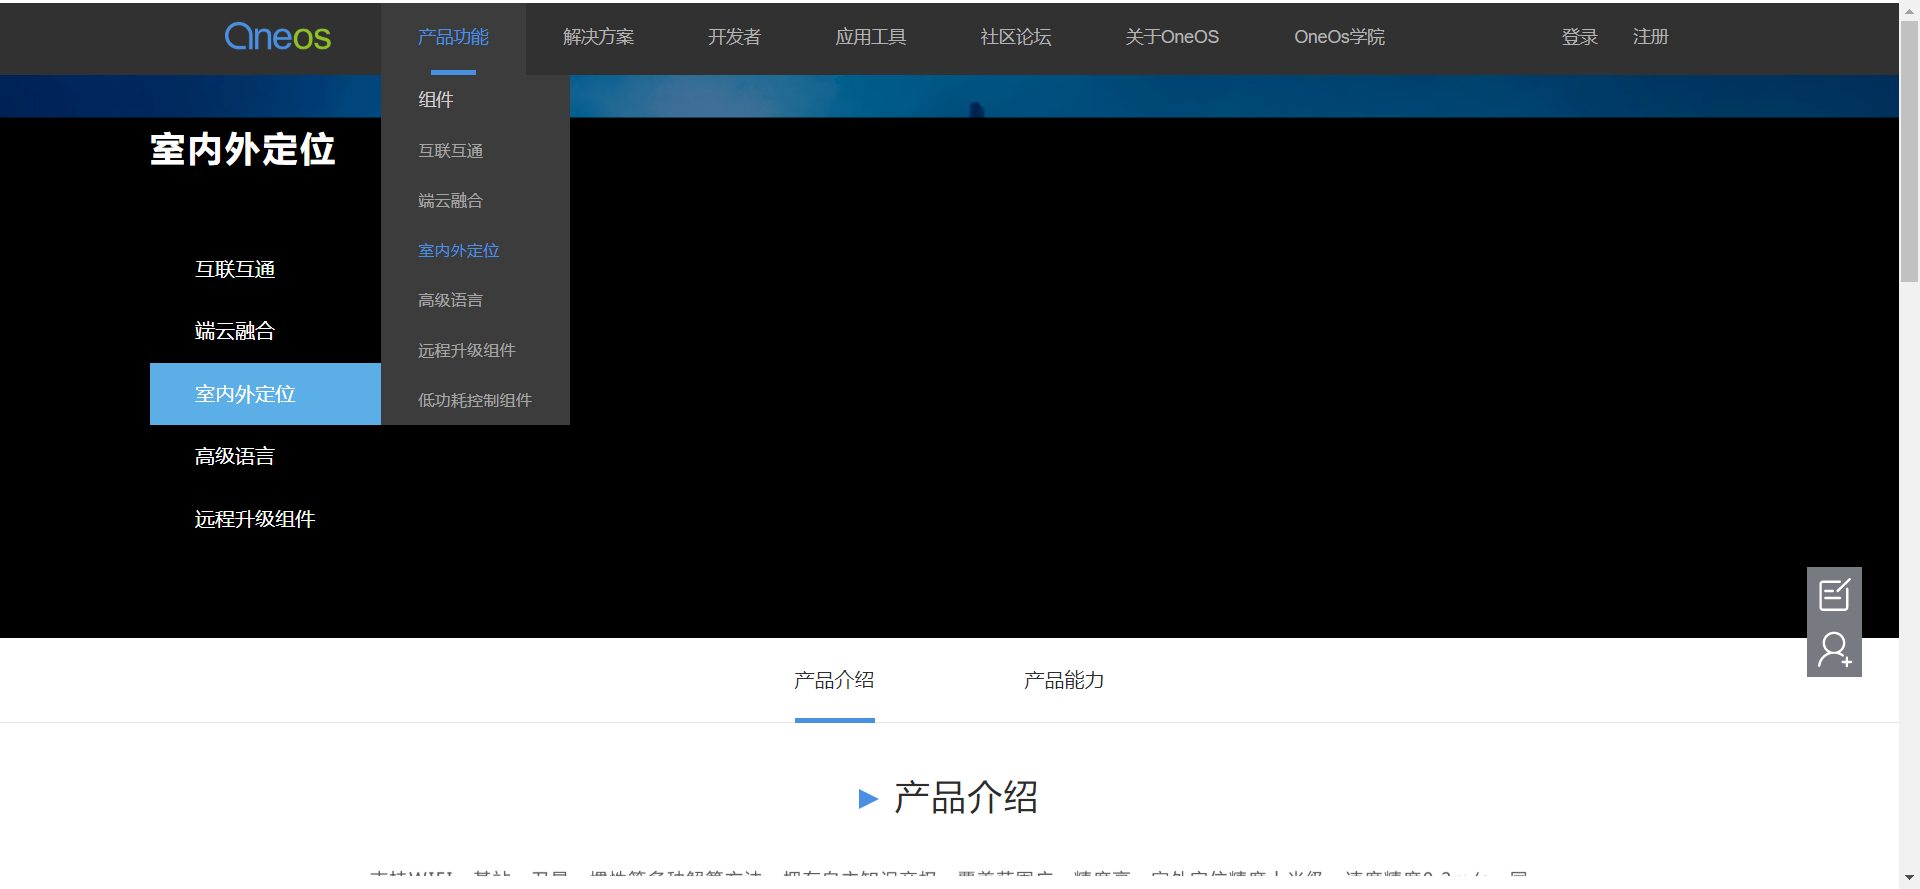 Oneos 产品功能 解决方案 开发者 应用工具 社区论坛 关于OneOS OneOs学院 登录 注册
组件
互联互通
端云融合
室内外定位
高级语言
远程升级组件
低功耗控制组件
室内外定位
互联互通
端云融合
室内外定位
高级语言
远程升级组件
产品介绍 产品能力
产品介绍